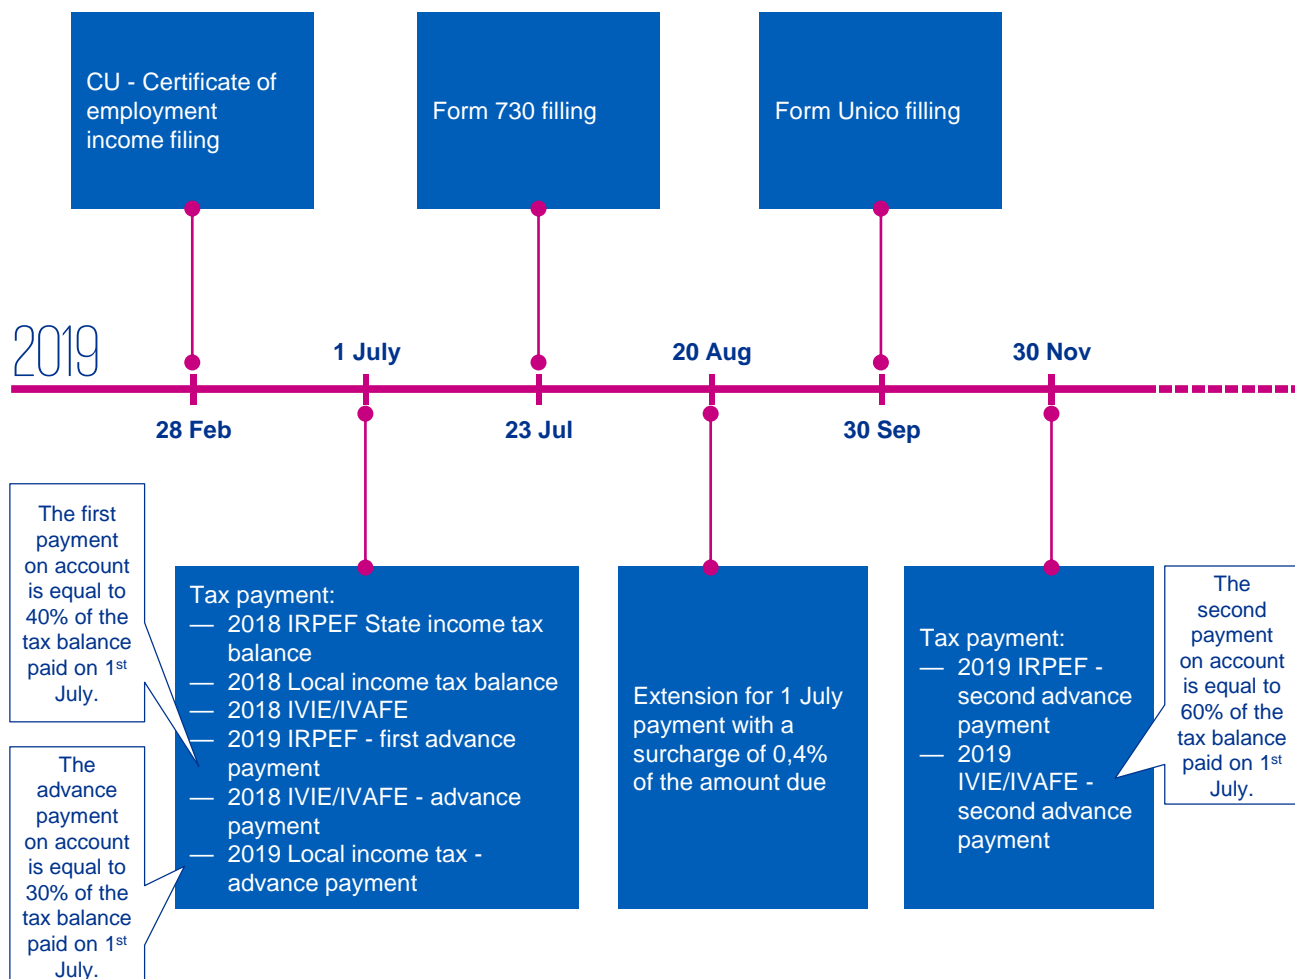 CU - Certificate of
employment
income filing
Form 730 filling
Form Unico filling
2019
1 July
20 Aug
30 Nov
28 Feb
23 Jul
30 Sep
The first
payment
on account
is equal to
40% of the
tax balance
paid on 1st
July.
The
advance
payment
on account
is equal to
30% of the
tax balance
paid on 1st
July.
Tax payment:
— 2018 IRPEF State income tax
balance
— 2018 Local income tax balance
— 2018 IVIE/IVAFE
— 2019 IRPEF - first advance
payment
— 2018 IVIE/IVAFE - advance
payment
— 2019 Local income tax -
advance payment
Extension for 1 July
payment with a
surcharge of 0,4%
of the amount due
Tax payment:
— 2019 IRPEF -
second advance
payment
— 2019
IVIE/IVAFE -
second advance
payment
The
second
payment
on account
is equal to
60% of the
tax balance
paid on 1st
July.